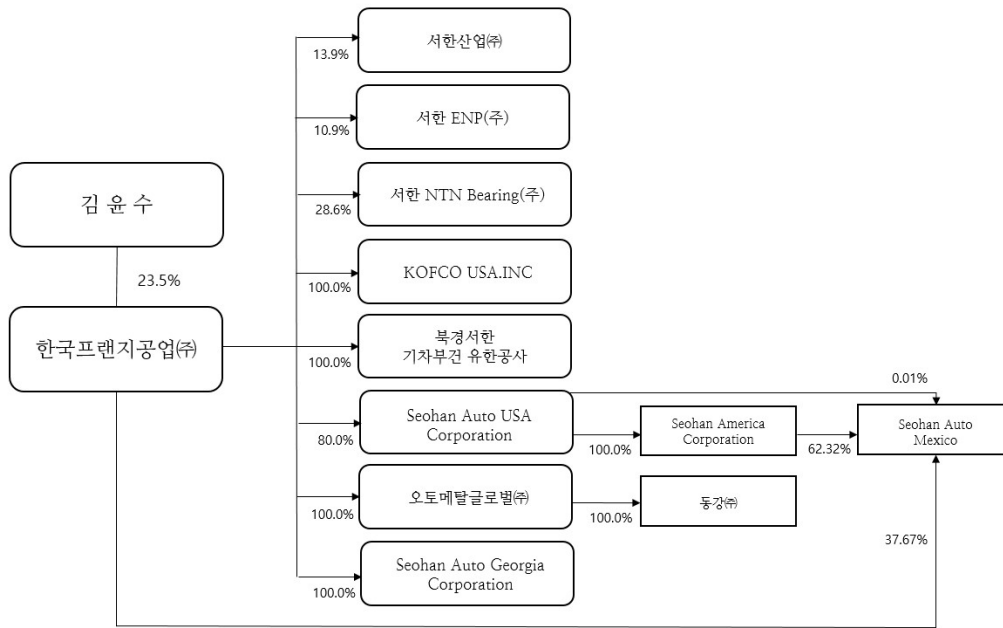 서한산업㈜
13.9%
서한 ENP(주)
10.9%
김 윤 수
서한 NTN Bearing(주)
28.6%
23.5%
KOFCO USA.INC
100.0%
한국프랜지공업㈜
북경서한
기차부건 유한공사
100.0%
0.01%
Seohan Auto USA
Corporation
80.0%
Seohan America
Corporation
100.0%
62.32%
Seohan Auto
Mexico
오토메탈글로벌㈜
100.0%
동강㈜
100.0%
37.67%
Seohan Auto Georgia
Corporation
100.0%